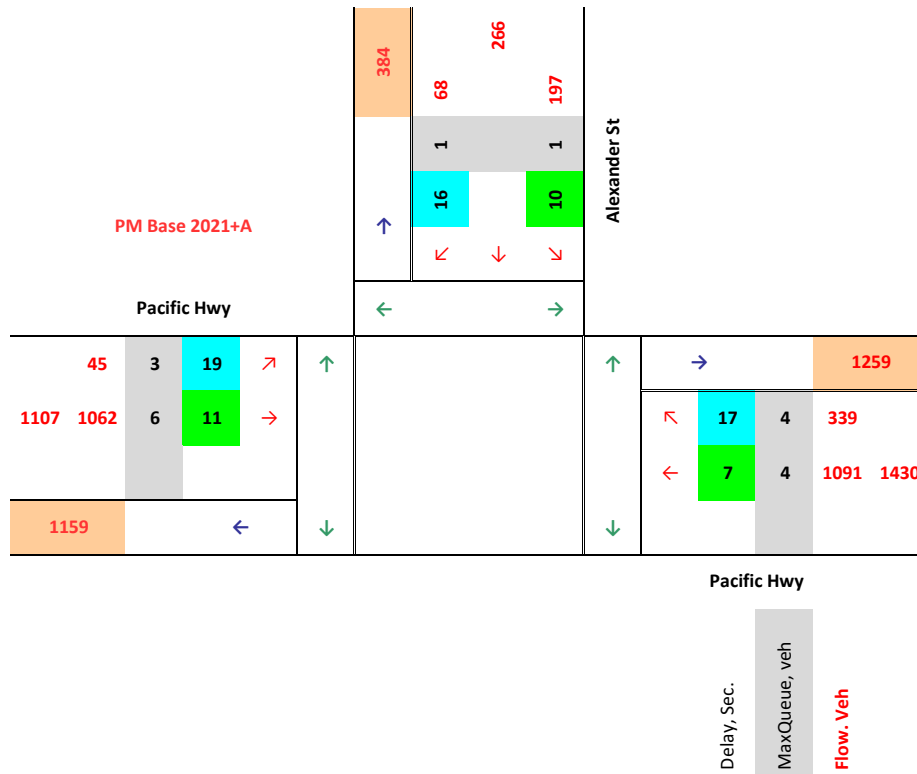 266
384
68
197
1
1
Alexander St
16
10
PM Base 2021+A
↑
↙ ↓ ↘
Pacific Hwy
← →
45 3 19 ↗ ↑ ↑ → 1259
1107 1062 6 11 → ↖ 17 4 339
← 7 4 1091 1430
1159 ← ↓ ↓
Pacific Hwy
Delay, Sec.
MaxQueue, veh
Flow. Veh